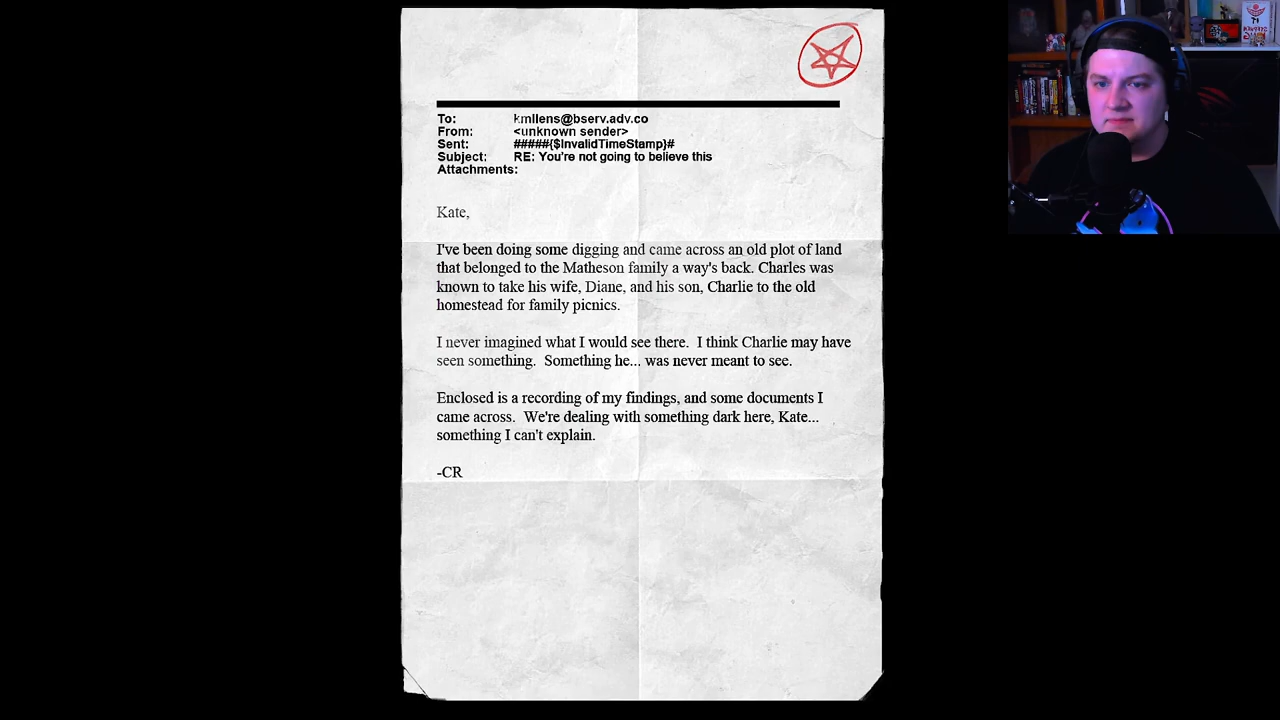 To: kmllens@bserv.adv.co
From: <unknown sender>
Sent: #####{$InvalidTimeStamp}#
Subject: RE: You're not going to believe this
Attachments:
Kate,
I've been doing some digging and came across an old plot of land
that belonged to the Matheson family a way's back. Charles was
known to take his wife, Diane, and his son, Charlie to the old
homestead for family picnics.
I never imagined what I would see there. I think Charlie may have
seen something. Something he... was never meant to see.
Enclosed is a recording of my findings, and some documents I
came across. We're dealing with something dark here, Kate...
something I can't explain.
-CR